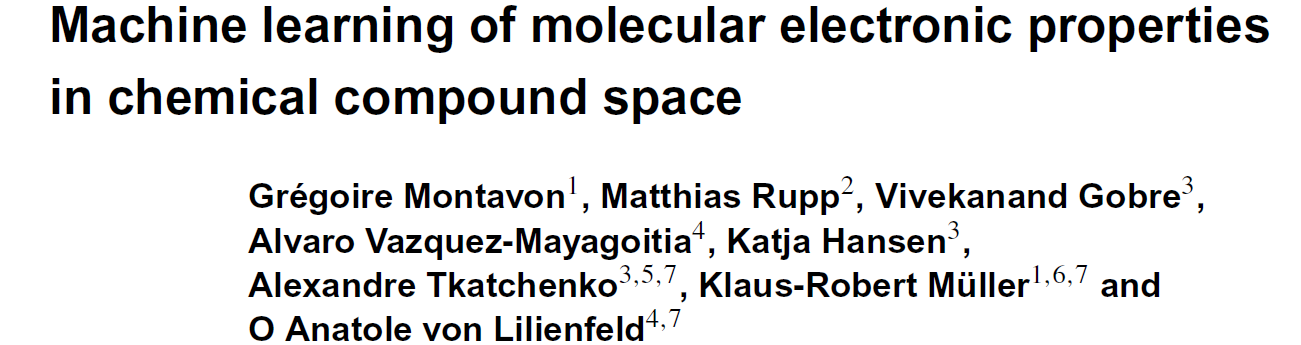 Machine learning of molecular electronic properties
in chemical compound space
Grégoire Montavon1, Matthias Rupp2, Vivekanand Gobre3,
Alvaro Vazquez-Mayagoitia4, Katja Hansen3,
Alexandre Tkatchenko3,5,7, Klaus-Robert Müller1,6,7 and
O Anatole von Lilienfeld4,7